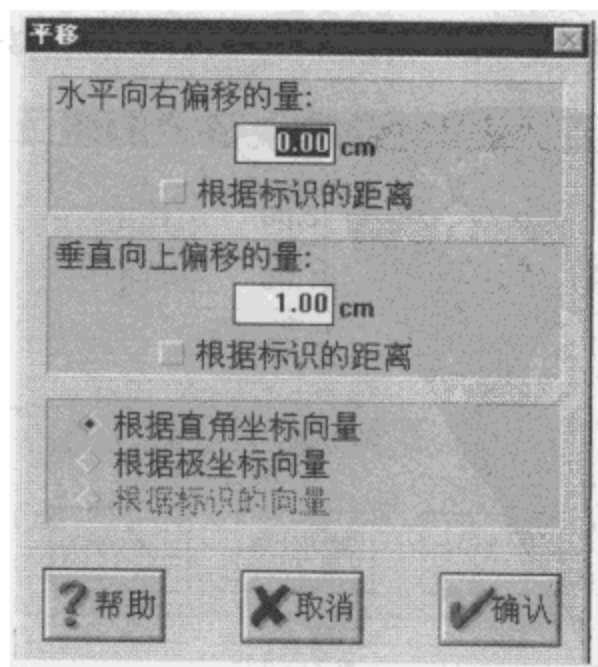 平移
水平向右偏移的量:
0.00 cm
根据标识的距离
垂直向上偏移的量:
1.00 cm
根据标识的距离
根据直角坐标向量
根据极坐标向量
根据标识的向量
帮助 取消 确认